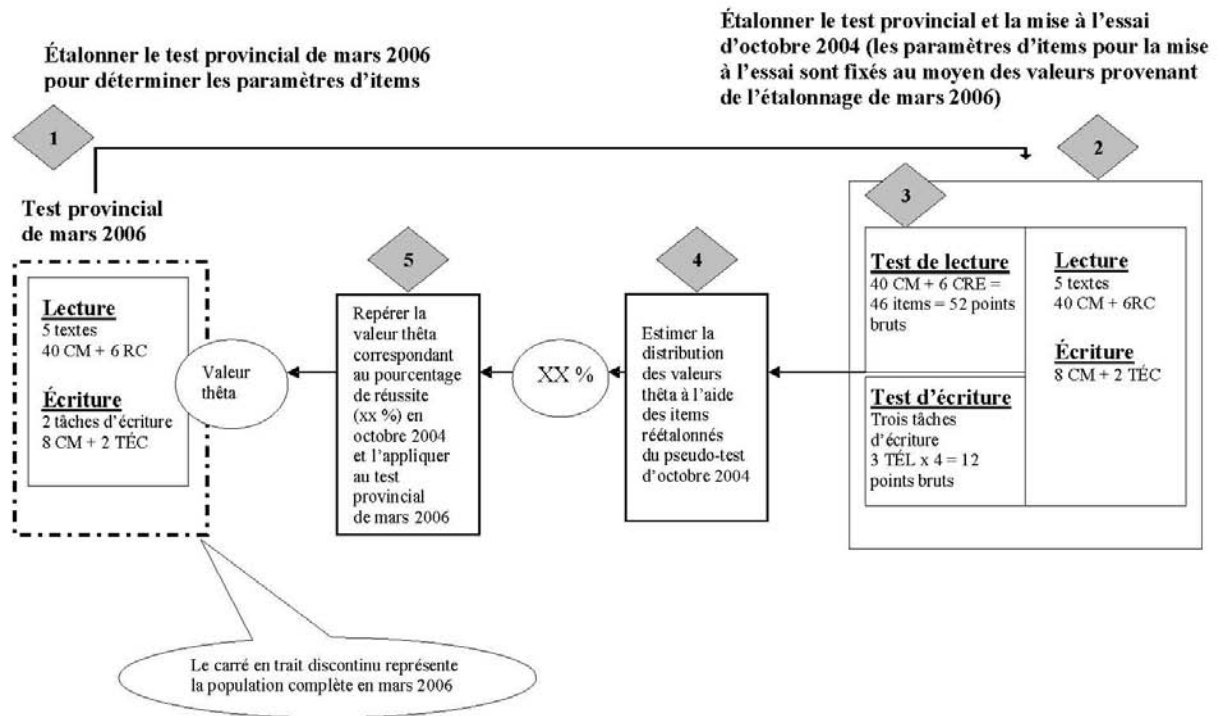 Étalonner le test provincial de mars 2006
pour déterminer les paramètres d'items
Étalonner le test provincial et la mise à l'essai
d'octobre 2004 (les paramètres d'items pour la mise
à l'essai sont fixés au moyen des valeurs provenant
de l'étalonnage de mars 2006)
1
2
Test provincial
de mars 2006
Lecture
5 textes
40 CM + 6 RC
Écriture
2 tâches d'écriture
8 CM + 2 TÉC
Valeur
thêta
5
Repérer la
valeur thêta
correspondant
au pourcentage
de réussite
(xx %) en
octobre 2004
et l'appliquer
au test
provincial
de mars 2006
XX %
4
Estimer la
distribution
des valeurs
thêta à l'aide
des items
réétalonnés
du pseudo-test
d'octobre 2004
3
Test de lecture
40 CM + 6 CRE =
46 items = 52 points
bruts
Test d'écriture
Trois tâches
d'écriture
3 TÉL x 4 = 12
points bruts
Lecture
5 textes
40 CM + 6RC
Écriture
8 CM + 2 TÉC
Le carré en trait discontinu représente
la population complète en mars 2006